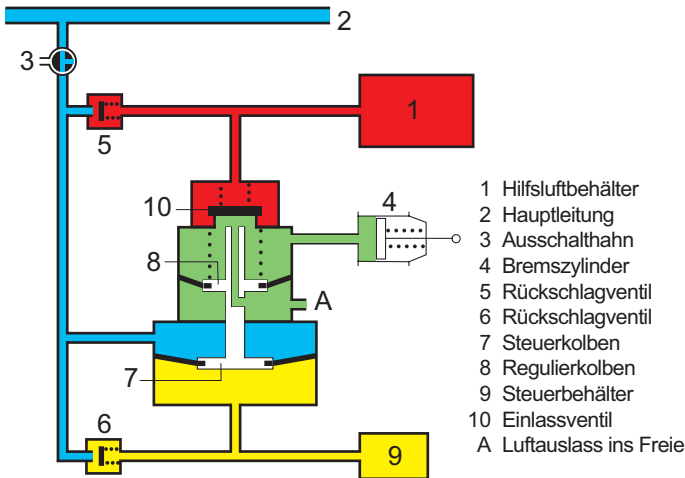 2
3
1
5
10
4
8
A
7
6
9
1 Hilfsluftbehälter
2 Hauptleitung
3 Ausschalthahn
4 Bremszylinder
5 Rückschlagventil
6 Rückschlagventil
7 Steuerkolben
8 Regulierkolben
9 Steuerbehälter
10 Einlassventil
A Luftauslass ins Freie